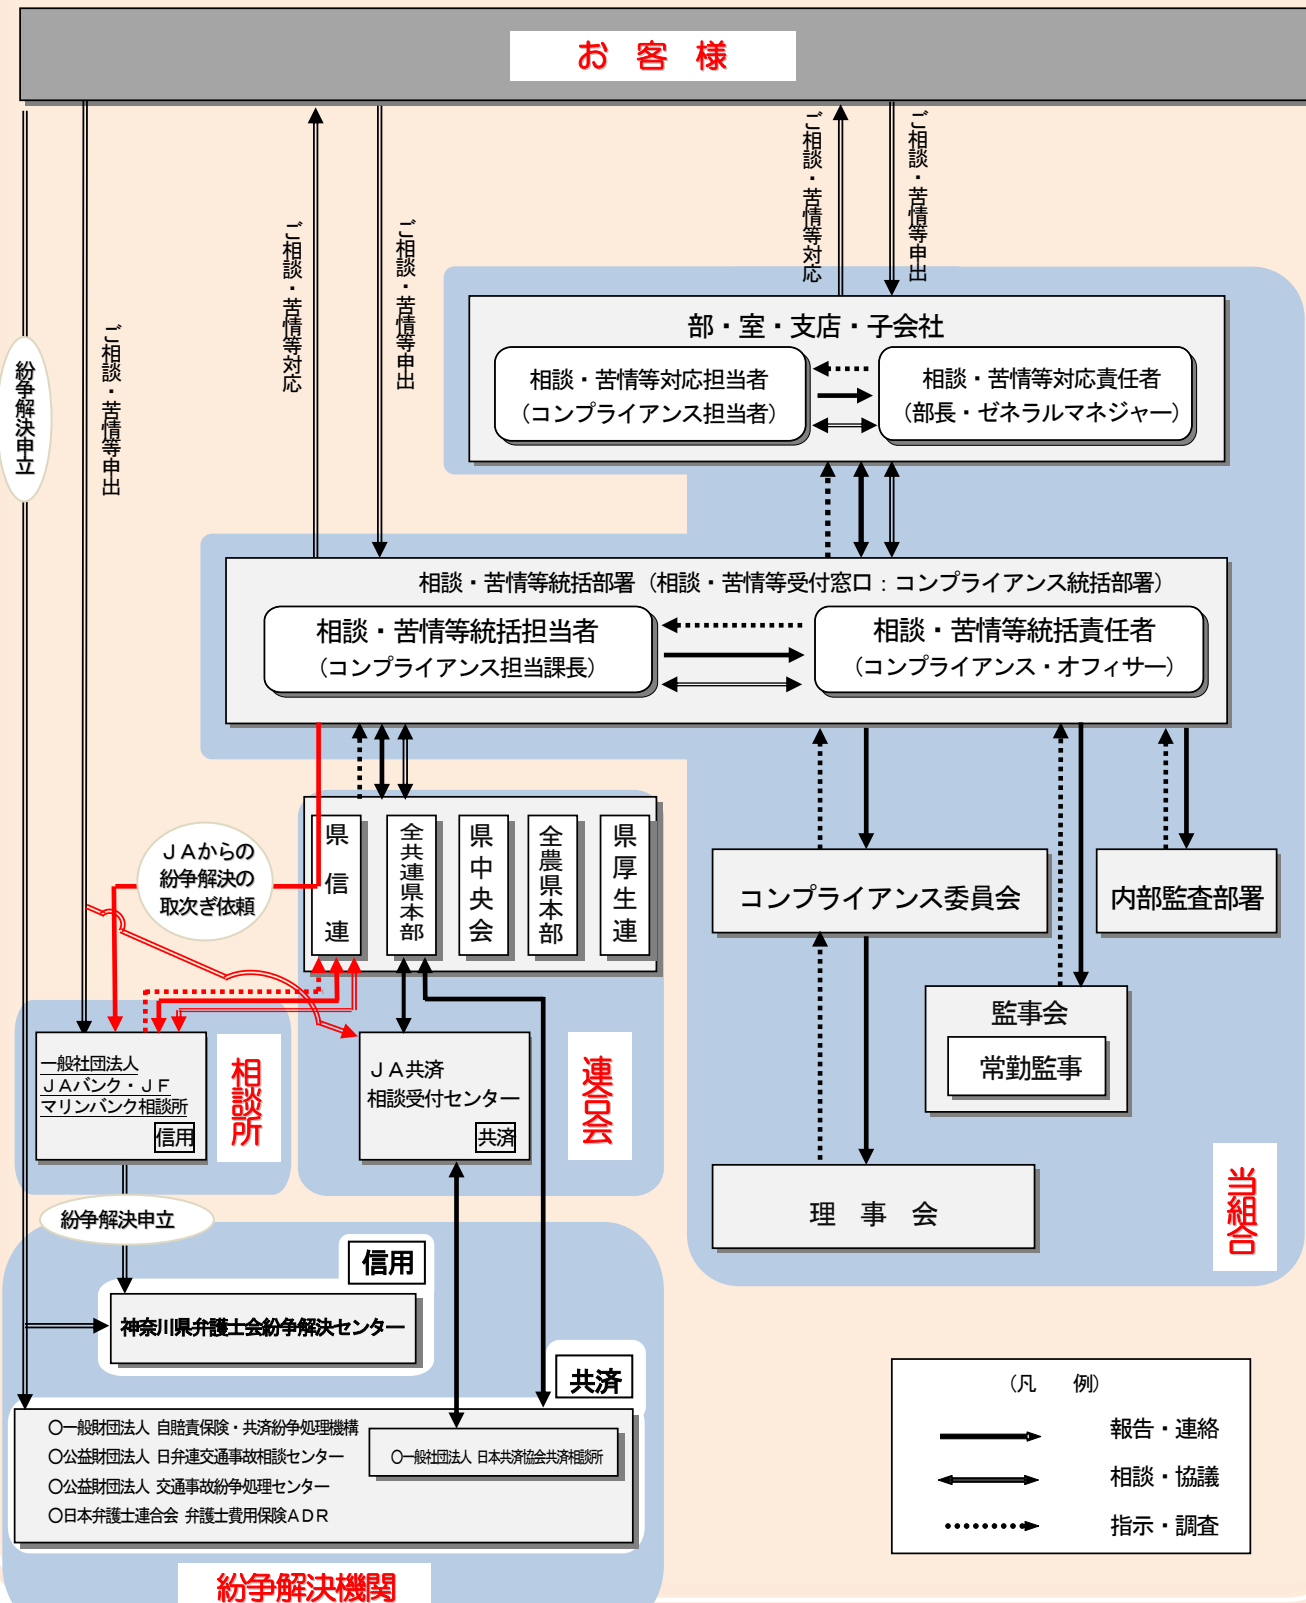 お 客 様
ご相談・苦情等対応
ご相談・苦情等申出
ご相談・苦情等対応
ご相談・苦情等申出
ご相談・苦情等申出
紛争解決申立
部・室・支店・子会社
相談・苦情等対応担当者
（コンプライアンス担当者）
相談・苦情等対応責任者
（部長・ゼネラルマネジャー）
相談・苦情等統括部署（相談・苦情等受付窓口：コンプライアンス統括部署）
相談・苦情等統括担当者
（コンプライアンス担当課長）
相談・苦情等統括責任者
（コンプライアンス・オフィサー）
県信連
全共連県本部
県中央会
全農県本部
県厚生連
ＪＡからの
紛争解決の
取次ぎ依頼
コンプライアンス委員会
内部監査部署
監事会
常勤監事
理 事 会
当組合
一般社団法人
ＪＡバンク・ＪＦ
マリンバンク相談所
信用
相談所
ＪＡ共済
相談受付センター
共済
連合会
紛争解決申立
信用
神奈川県弁護士会紛争解決センター
共済
〇一般財団法人 自賠責保険・共済紛争処理機構
〇公益財団法人 日弁連交通事故相談センター
〇公益財団法人 交通事故紛争処理センター
〇日本弁護士連合会 弁護士費用保険ＡＤＲ
〇一般社団法人 日本共済協会共済相談所
紛争解決機関
（凡 例）
報告・連絡
相談・協議
指示・調査